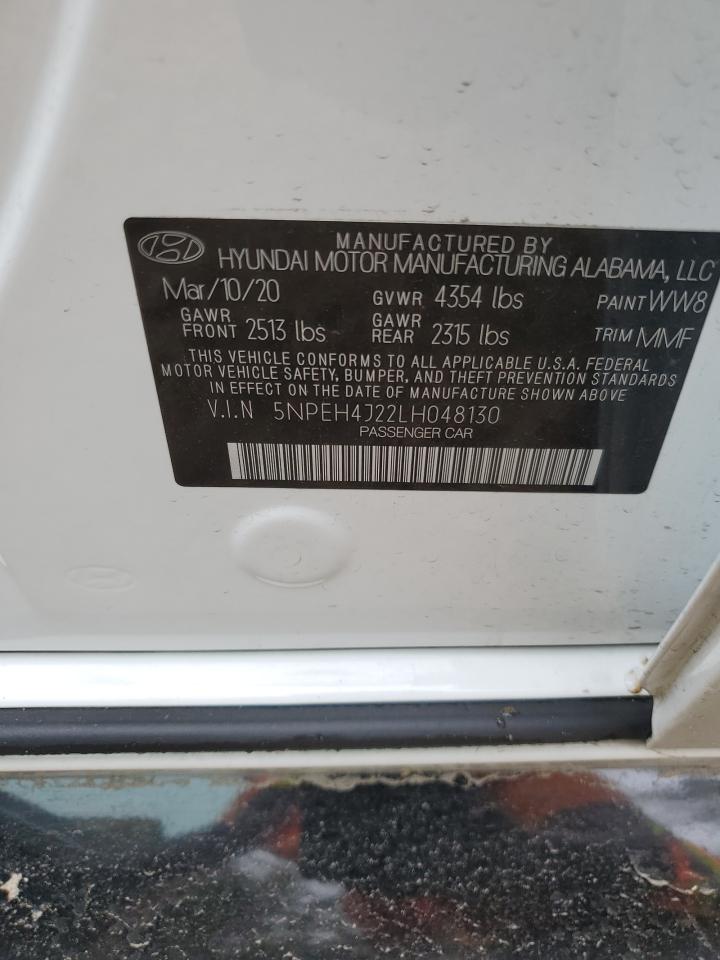 MANUFACTURED BY
HYUNDAI MOTOR MANUFACTURING ALABAMA, LLC
Mar/10/20 GVWR 4354 lbs PAINT WW8
GAWR FRONT 2513 lbs GAWR REAR 2315 lbs TRIM MMF
THIS VEHICLE CONFORMS TO ALL APPLICABLE U.S.A. FEDERAL
MOTOR VEHICLE SAFETY, BUMPER, AND THEFT PREVENTION STANDARDS
IN EFFECT ON THE DATE OF MANUFACTURE SHOWN ABOVE
V.I.N 5NPEH4J22LH048130
PASSENGER CAR